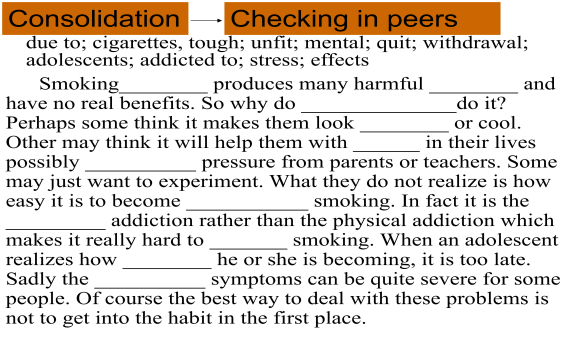 Consolidation Checking in peers
due to; cigarettes, tough; unfit; mental; quit; withdrawal;
adolescents; addicted to; stress; effects
Smoking_________ produces many harmful _________ and
have no real benefits. So why do _______________do it?
Perhaps some think it makes them look _________ or cool.
Other may think it will help them with _______ in their lives
possibly ___________ pressure from parents or teachers. Some
may just want to experiment. What they do not realize is how
easy it is to become ____________ smoking. In fact it is the
__________ addiction rather than the physical addiction which
makes it really hard to ________ smoking. When an adolescent
realizes how _________ he or she is becoming, it is too late.
Sadly the ___________ symptoms can be quite severe for some
people. Of course the best way to deal with these problems is
not to get into the habit in the first place.